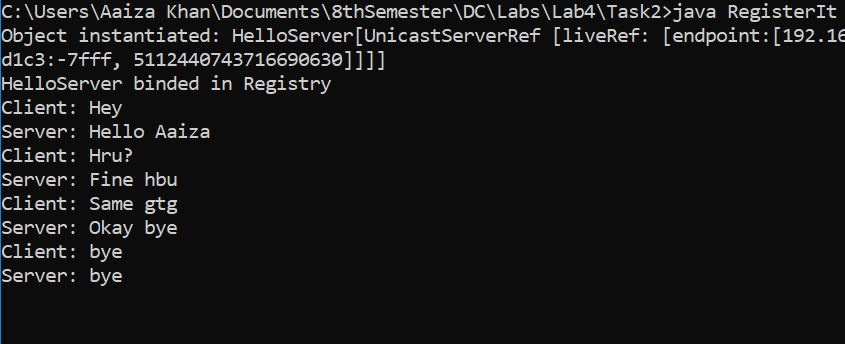 C:\Users\Aaiza Khan\Documents\8thSemester\DC\Labs\Lab4\Task2>java RegisterIt
Object instantiated: HelloServer[UnicastServerRef [liveRef: [endpoint:[192.16
d1c3:-7fff, 5112440743716690630]]]]
HelloServer binded in Registry
Client: Hey
Server: Hello Aaiza
Client: Hru?
Server: Fine hbu
Client: Same gtg
Server: Okay bye
Client: bye
Server: bye